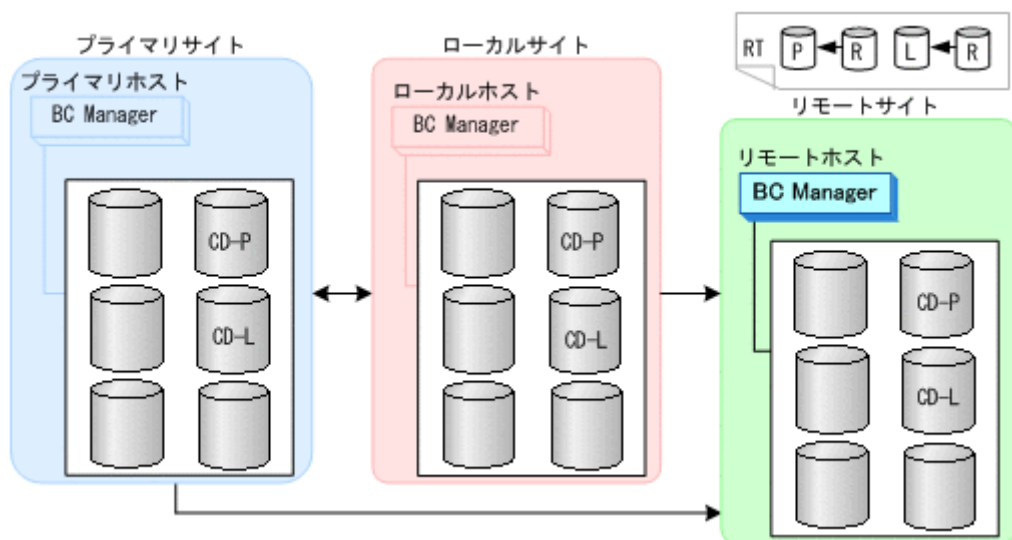 プライマリサイト
プライマリホスト
BC Manager
CD-P
CD-L
ローカルサイト
ローカルホスト
BC Manager
CD-P
CD-L
RT P R L R
リモートサイト
リモートホスト
BC Manager
CD-P
CD-L